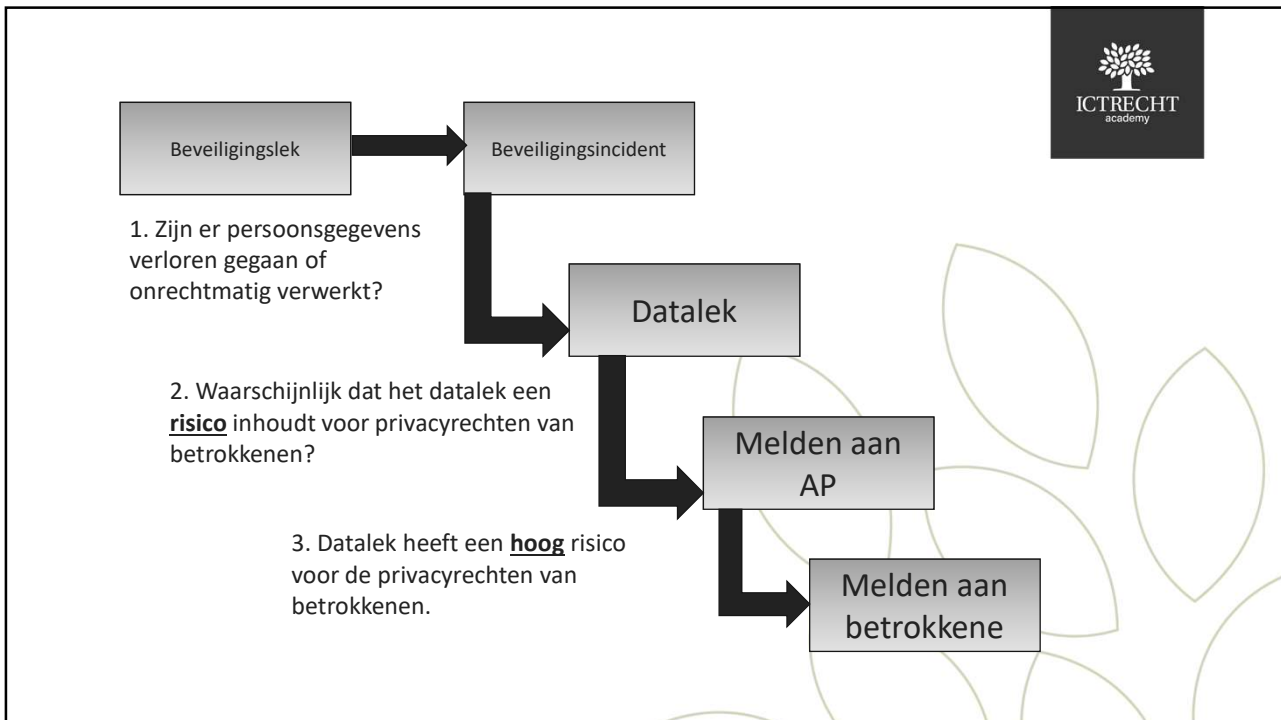 ICTRECHT
academy
Beveiligingslek
Beveiligingsincident
1. Zijn er persoonsgegevens
verloren gegaan of
onrechtmatig verwerkt?
Datalek
2. Waarschijnlijk dat het datalek een
risico inhoudt voor privacyrechten van
betrokkenen?
Melden aan
AP
3. Datalek heeft een hoog risico
voor de privacyrechten van
betrokkenen.
Melden aan
betrokkene